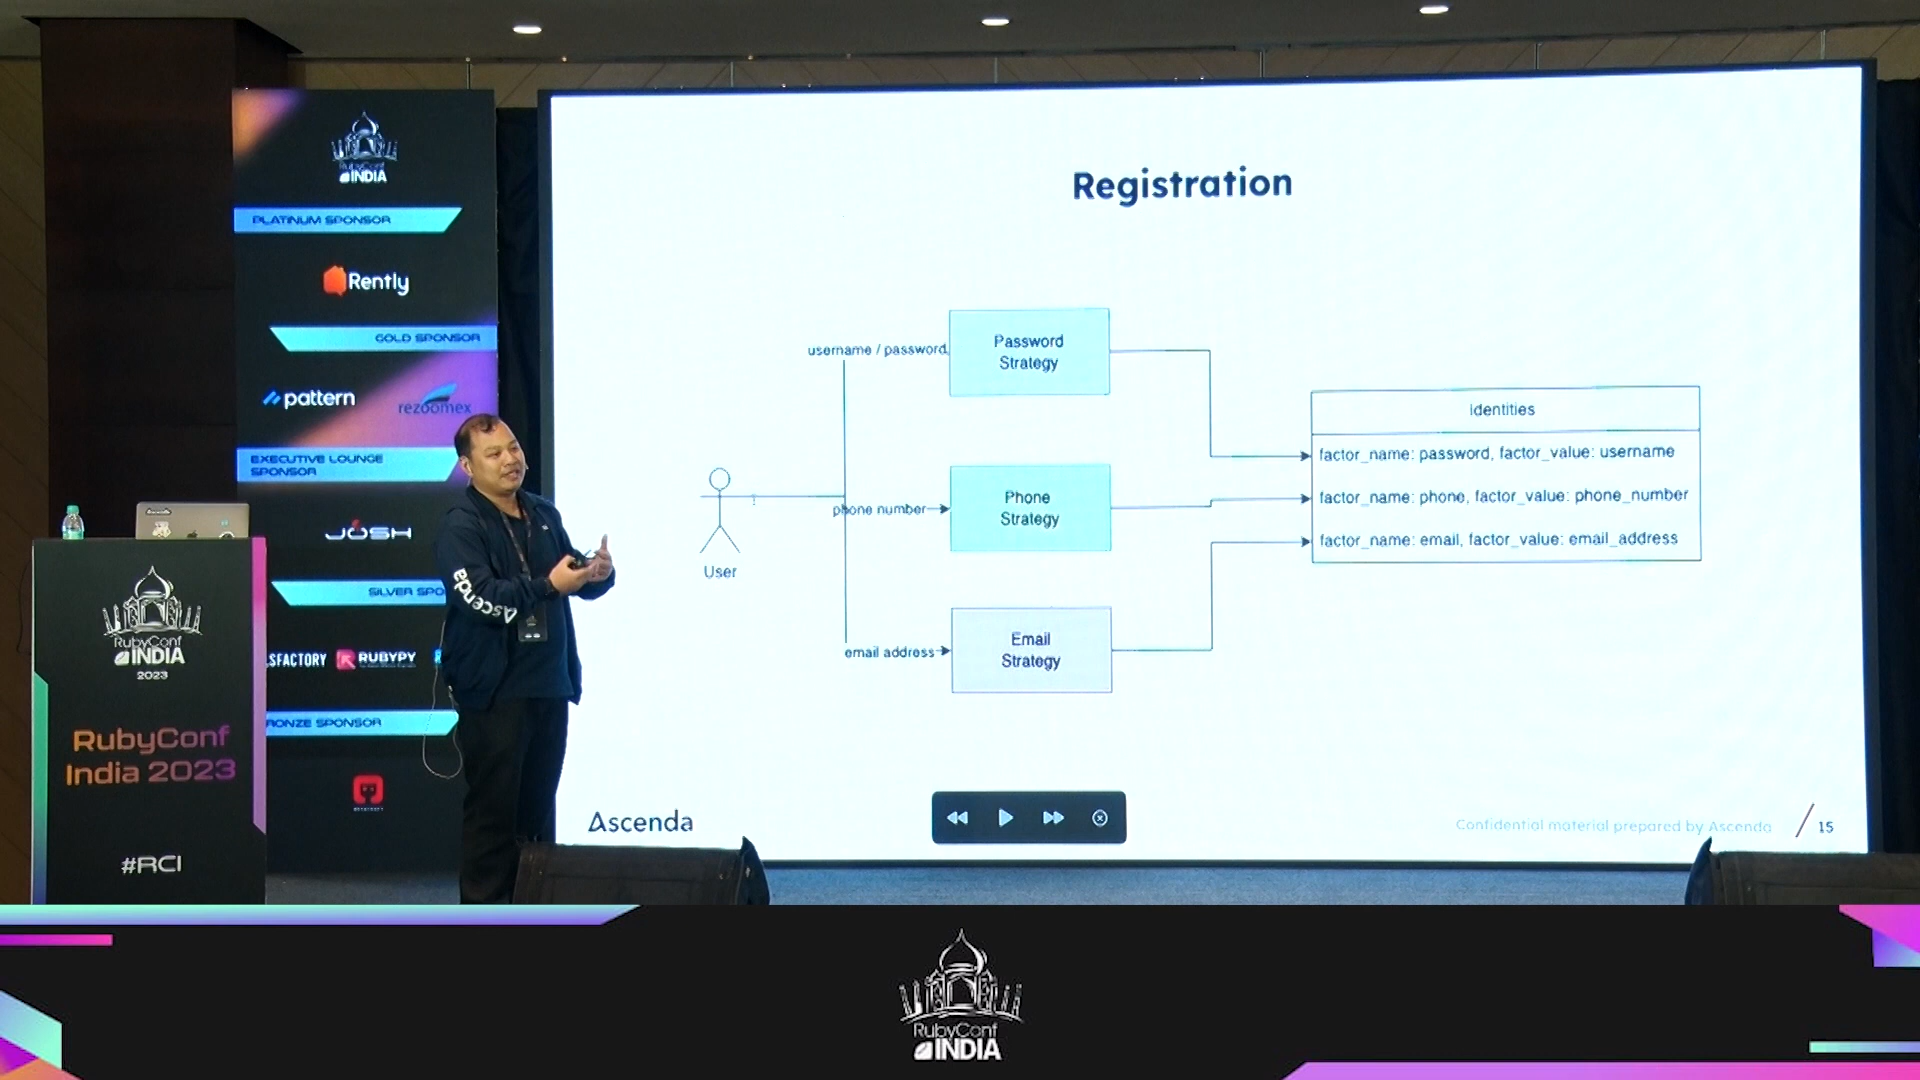 RubyConf
INDIA
PLATINUM SPONSOR
Rently
GOLD SPONSOR
pattern
rezoomex
EXECUTIVE LOUNGE
SPONSOR
JOSH
SILVER SPO
LSFACTORY
RUBYPY
RONZE SPONSOR
RubyConf
INDIA
2023
RubyConf
India 2023
#RCI
Ascenda
Registration
username / password
Password
Strategy
phone number
Phone
Strategy
email address
Email
Strategy
User
identities
factor_name: password, factor_value: username
factor_name: phone, factor_value: phone_number
factor_name: email, factor_value: email_address
Ascenda
Confidential material prepared by Ascenda
15
RubyConf
INDIA